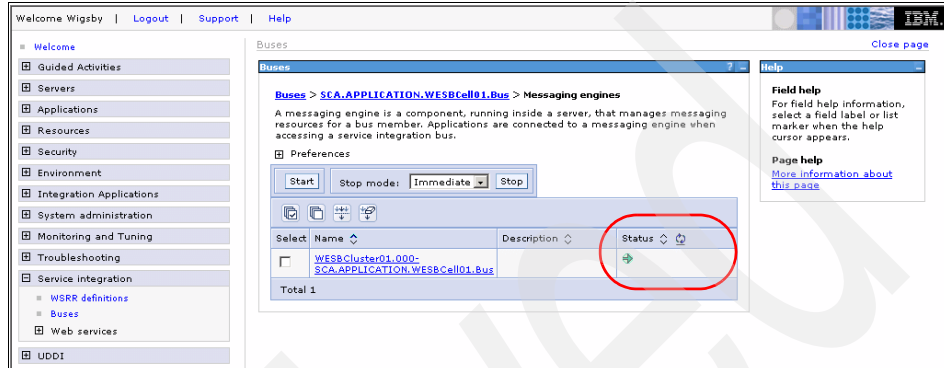 Welcome Wigsby | Logout | Support | Help
IBM.
Welcome
Guided Activities
Servers
Applications
Resources
Security
Environment
Integration Applications
System administration
Monitoring and Tuning
Troubleshooting
Service integration
WSRR definitions
Buses
Web services
UDDI
Buses
Close page
Buses ? -
Buses > SCA.APPLICATION.WESBCell01.Bus > Messaging engines
A messaging engine is a component, running inside a server, that manages messaging
resources for a bus member. Applications are connected to a messaging engine when
accessing a service integration bus.
Preferences
Start Stop mode: Immediate Stop
Select Name Description Status
WESBCluster01.000-
SCA.APPLICATION.WESBCell01.Bus
Total 1
Help -
Field help
For field help information,
select a field label or list
marker when the help
cursor appears.
Page help
More information about
this page